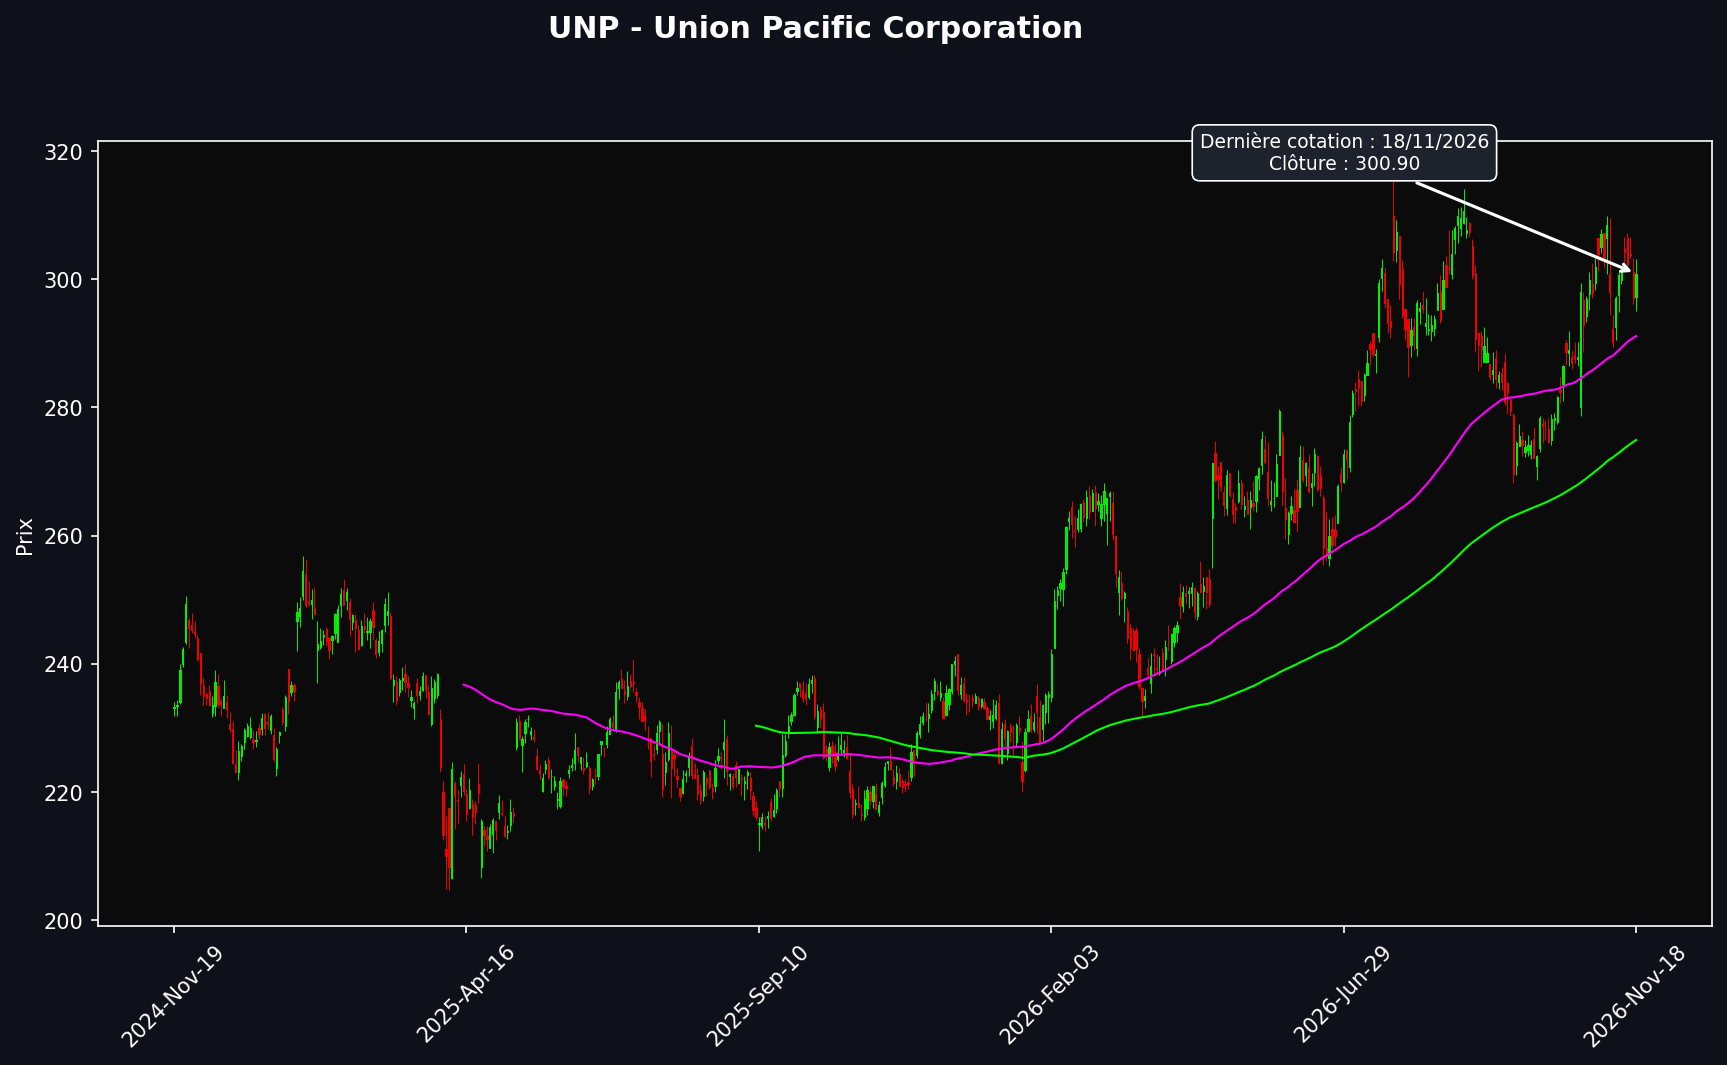 UNP - Union Pacific Corporation
Dernière cotation : 18/11/2026
Clôture : 300.90
Prix
320
300
280
260
240
220
200
2024-Nov-19
2025-Apr-16
2025-Sep-10
2026-Feb-03
2026-Jun-29
2026-Nov-18